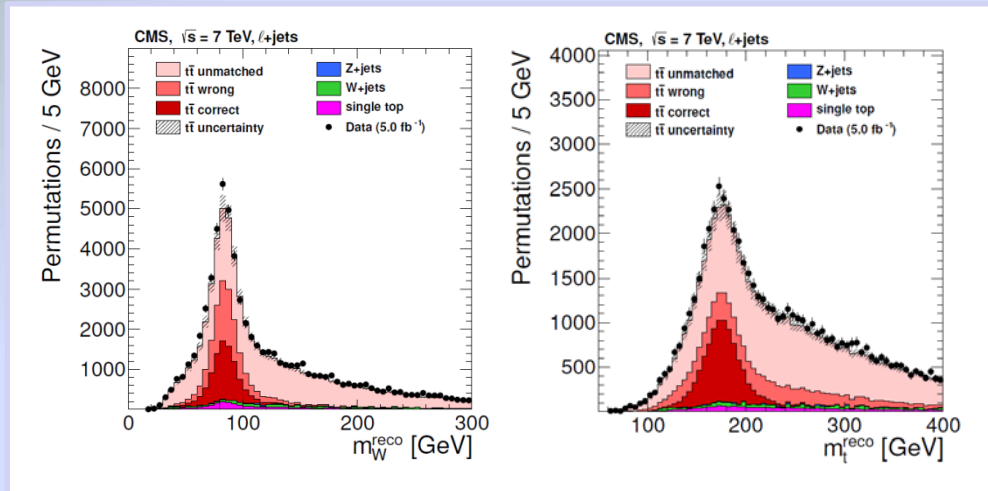 CMS, √s = 7 TeV, ℓ+jets
tt̄ unmatched
tt̄ wrong
tt̄ correct
tt̄ uncertainty
Z+jets
W+jets
single top
Data (5.0 fb⁻¹)
Permutations / 5 GeV
8000
7000
6000
5000
4000
3000
2000
1000
0
100
200
300
m_W^reco [GeV]
CMS, √s = 7 TeV, ℓ+jets
tt̄ unmatched
tt̄ wrong
tt̄ correct
tt̄ uncertainty
Z+jets
W+jets
single top
Data (5.0 fb⁻¹)
Permutations / 5 GeV
4000
3500
3000
2500
2000
1500
1000
500
100
200
300
400
m_t^reco [GeV]